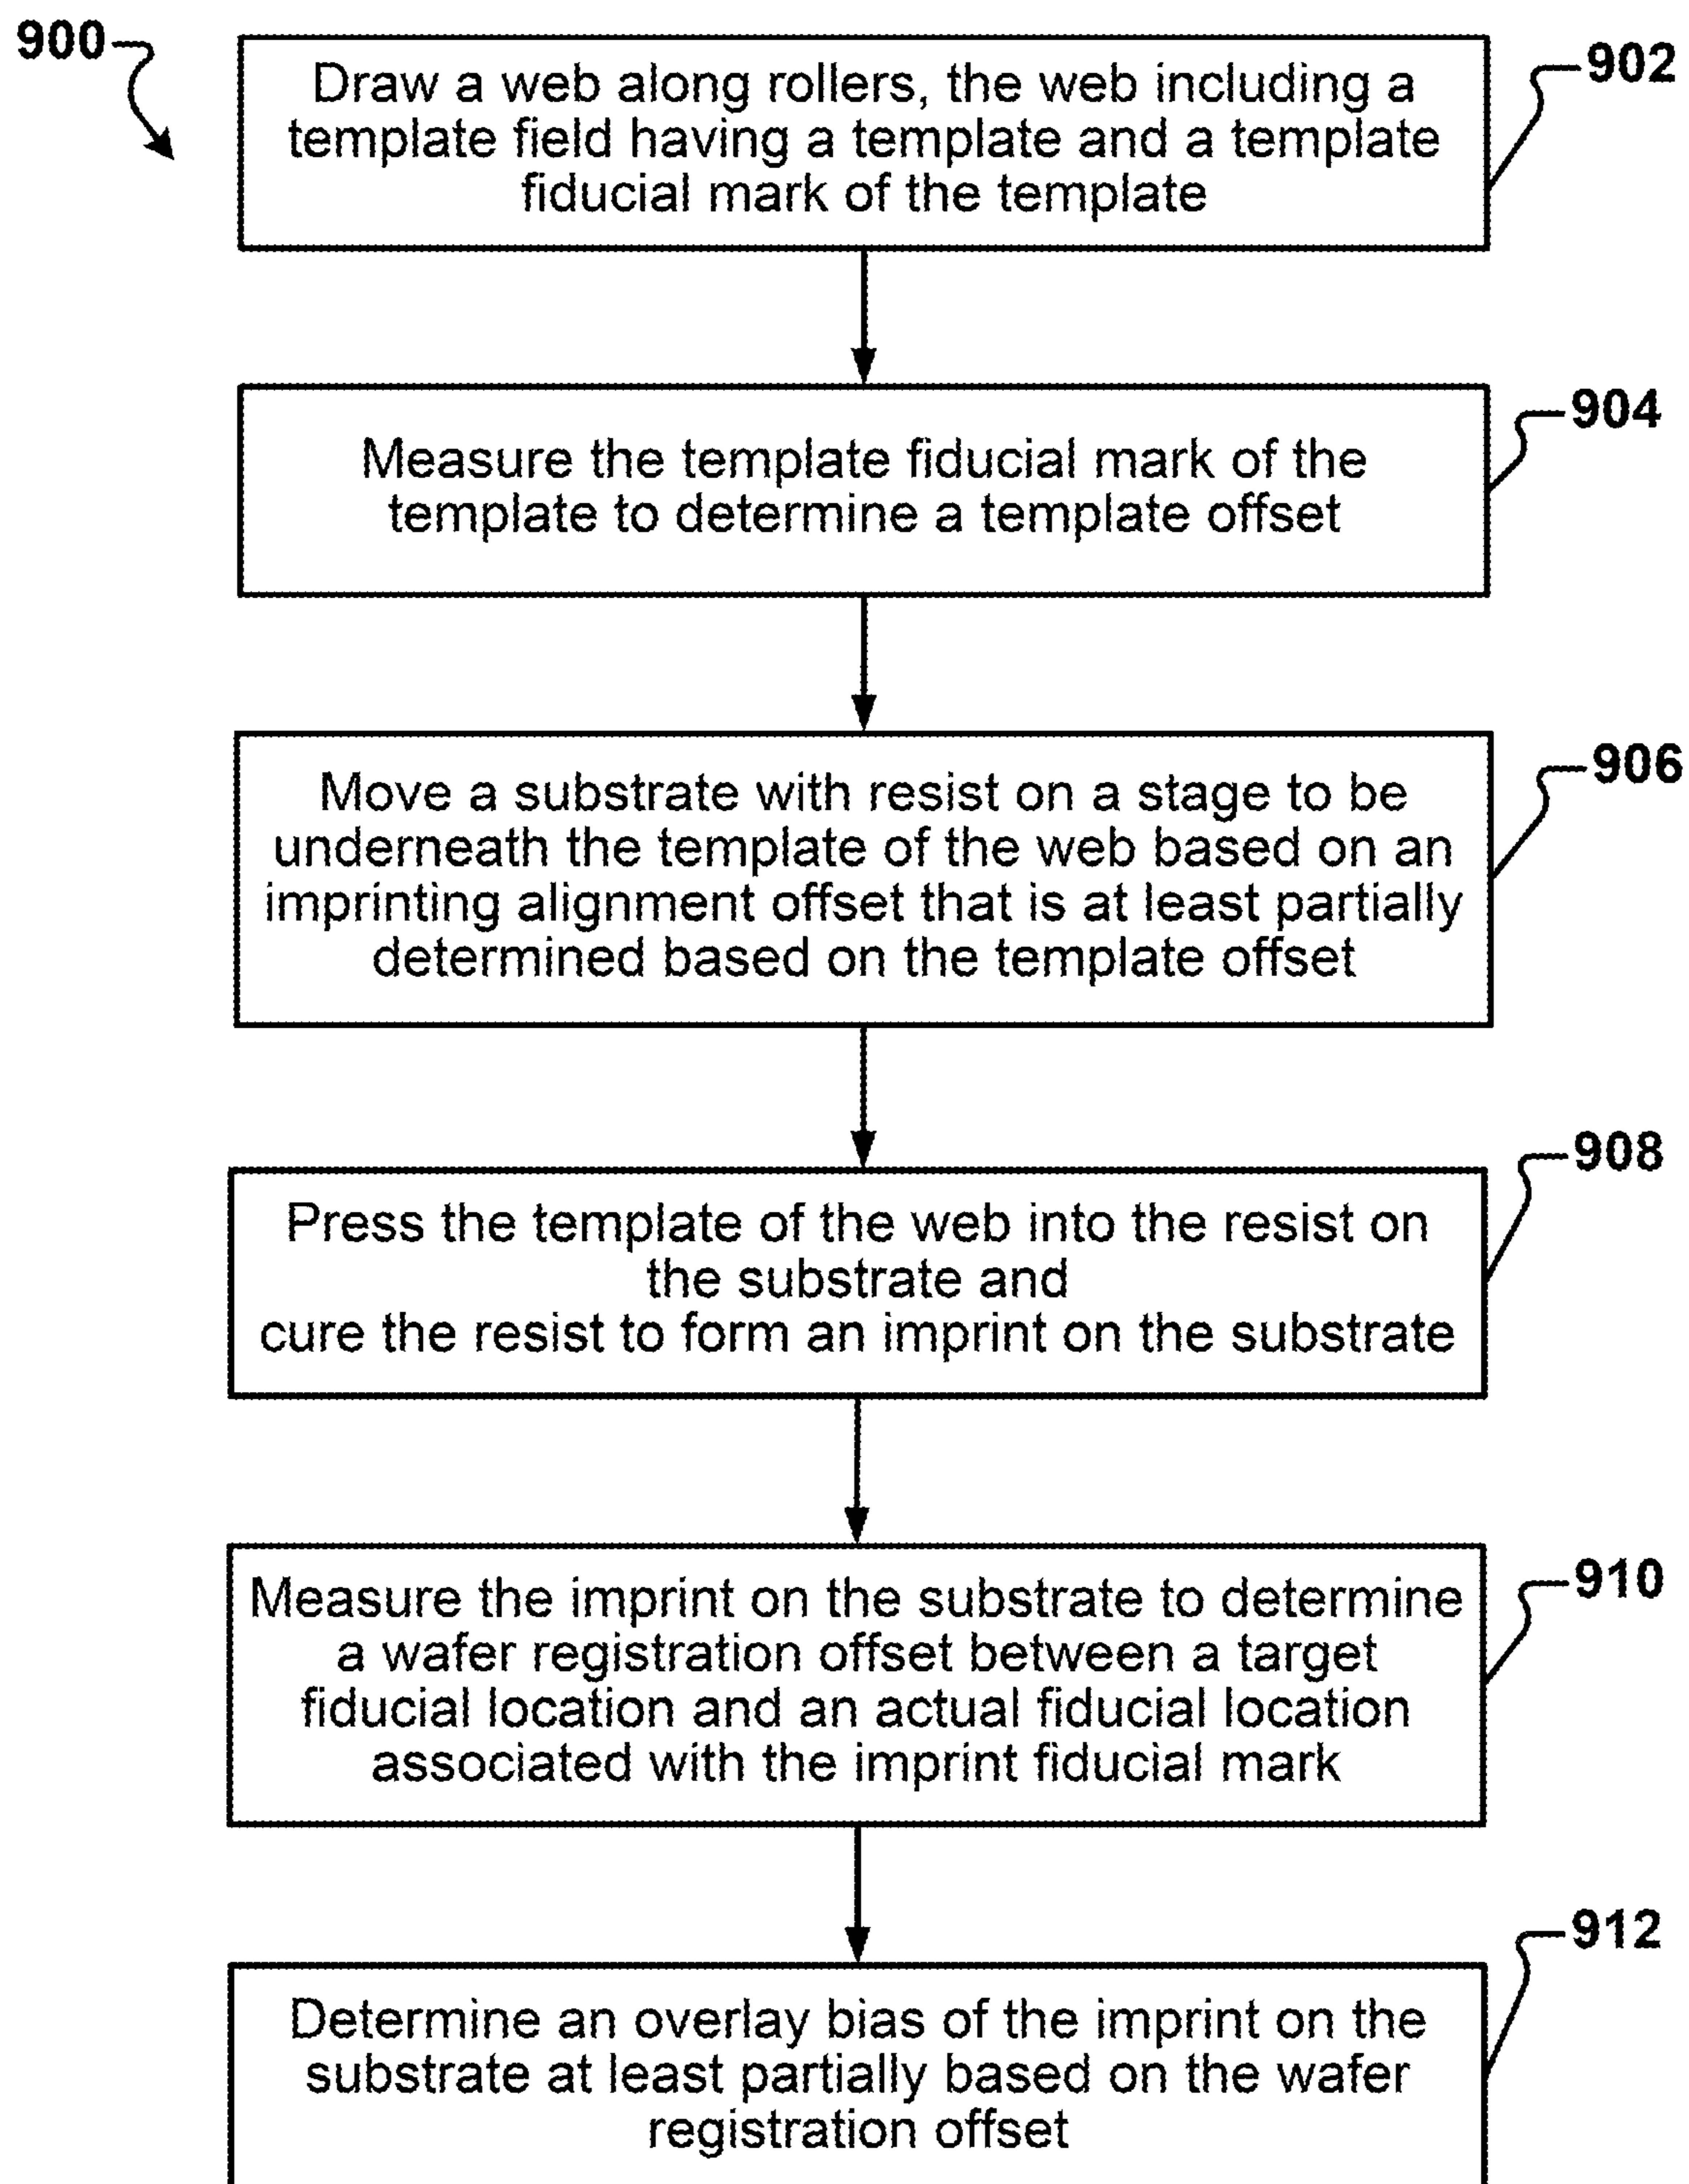 900
902
Draw a web along rollers, the web including a
template field having a template and a template
fiducial mark of the template
904
Measure the template fiducial mark of the
template to determine a template offset
906
Move a substrate with resist on a stage to be
underneath the template of the web based on an
imprinting alignment offset that is at least partially
determined based on the template offset
908
Press the template of the web into the resist on
the substrate and
cure the resist to form an imprint on the substrate
910
Measure the imprint on the substrate to determine
a wafer registration offset between a target
fiducial location and an actual fiducial location
associated with the imprint fiducial mark
912
Determine an overlay bias of the imprint on the
substrate at least partially based on the wafer
registration offset